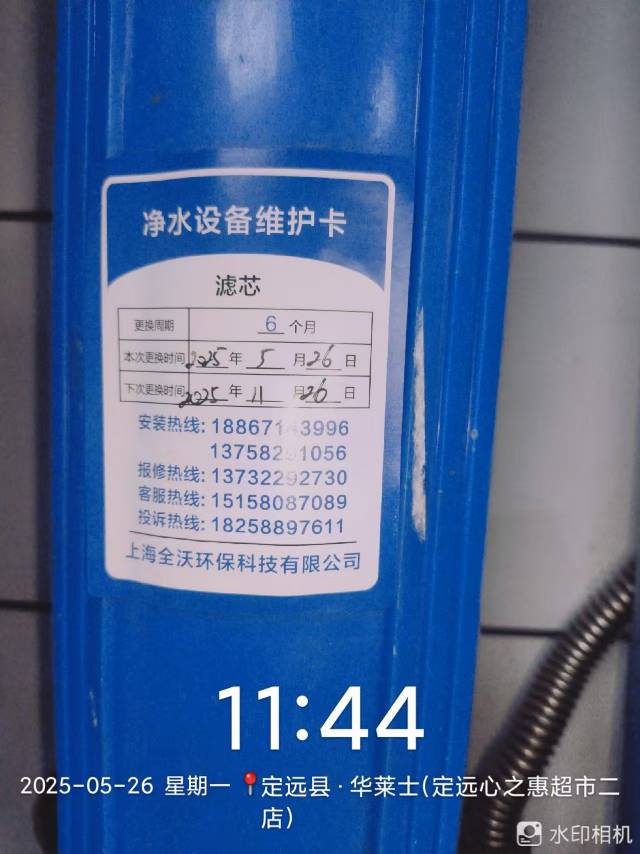 净水设备维护卡
滤芯
更换周期 6 个月
本次更换时间 2025 年 5 月 26 日
下次更换时间 2025 年 11 月 26 日
安装热线: 18867143996
13758291056
报修热线: 13732292730
客服热线: 15158087089
投诉热线: 18258897611
上海全沃环保科技有限公司
11:44
2025-05-26 星期一 定远县·华莱士(定远心之惠超市二
店)
水印相机